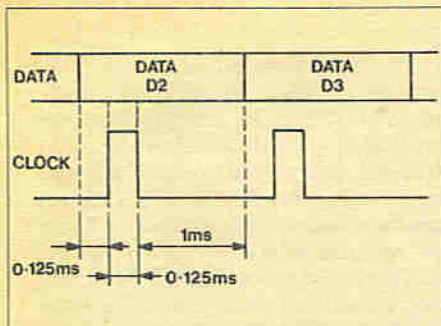 DATA
DATA
D2
DATA
D3
CLOCK
1ms
0·125ms
0·125ms